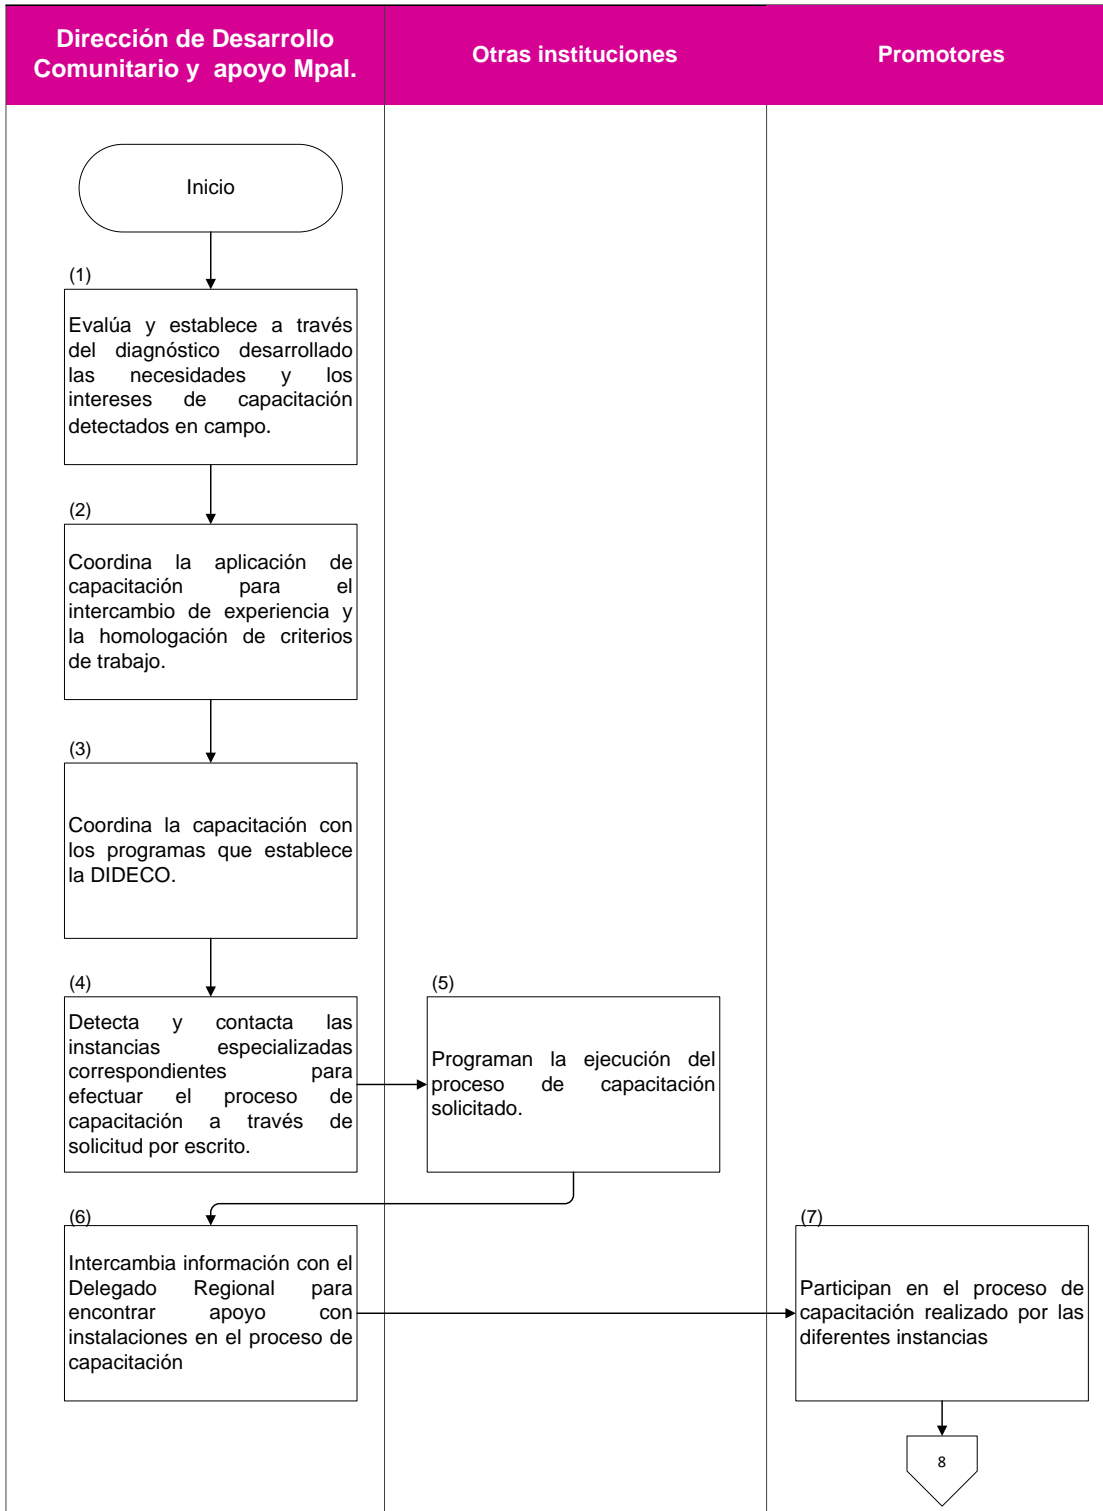 Dirección de Desarrollo
Comunitario y apoyo Mpal.
Otras instituciones
Promotores
Inicio
(1)
Evalúa y establece a través
del diagnóstico desarrollado
las necesidades y los
intereses de capacitación
detectados en campo.
(2)
Coordina la aplicación de
capacitación para el
intercambio de experiencia y
la homologación de criterios
de trabajo.
(3)
Coordina la capacitación con
los programas que establece
la DIDECO.
(4)
Detecta y contacta las
instancias especializadas
correspondientes para
efectuar el proceso de
capacitación a través de
solicitud por escrito.
(5)
Programan la ejecución del
proceso de capacitación
solicitado.
(6)
Intercambia información con el
Delegado Regional para
encontrar apoyo con
instalaciones en el proceso de
capacitación
(7)
Participan en el proceso de
capacitación realizado por las
diferentes instancias
8